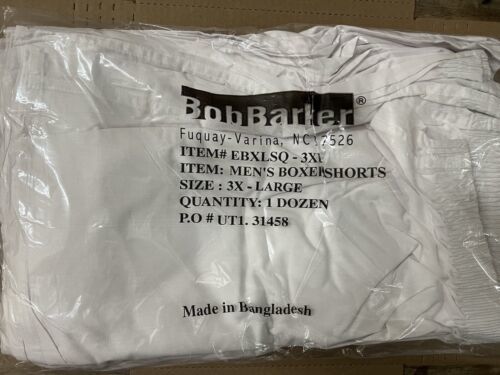 BobBarker®
Fuquay-Varina, NC 27526
ITEM# EBXLSQ - 3XL
ITEM: MEN'S BOXER SHORTS
SIZE : 3X - LARGE
QUANTITY: 1 DOZEN
P.O # UT1. 31458
Made in Bangladesh